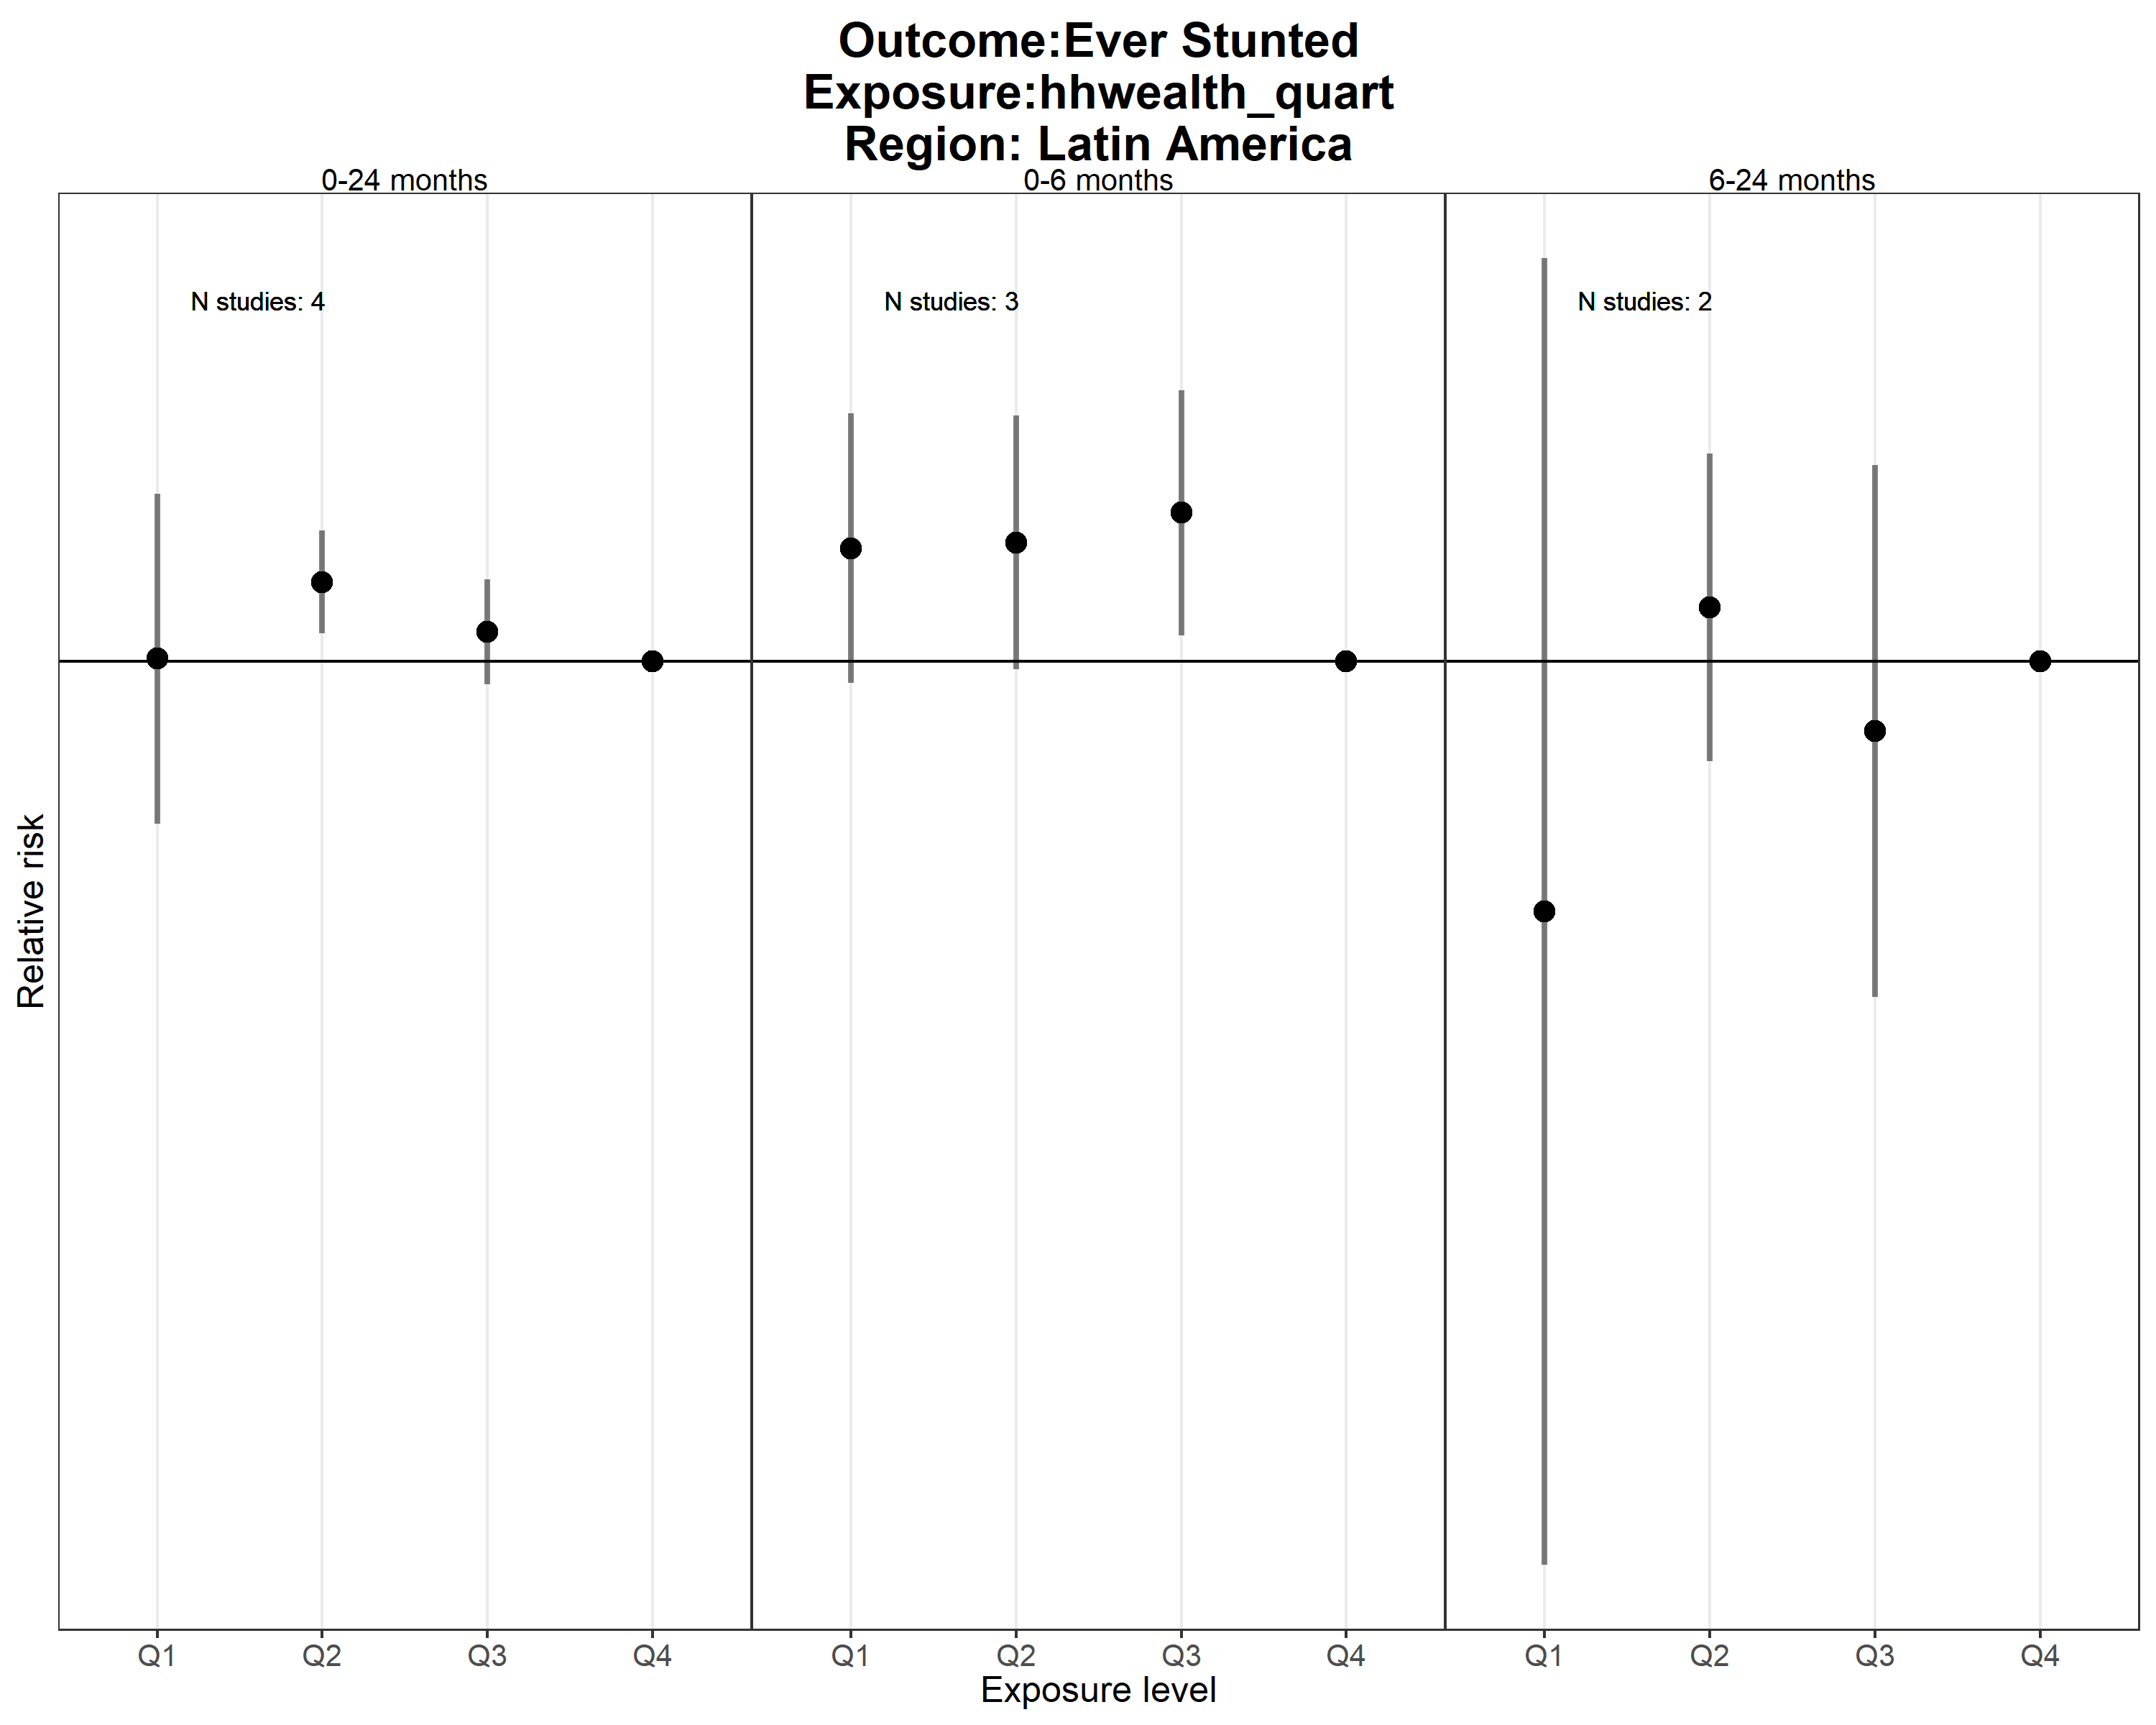 Outcome:Ever Stunted
Exposure:hhwealth_quart
Region: Latin America
0-24 months
0-6 months
6-24 months
N studies: 4
N studies: 3
N studies: 2
Relative risk
Q1 Q2 Q3 Q4 Q1 Q2 Q3 Q4 Q1 Q2 Q3 Q4
Exposure level